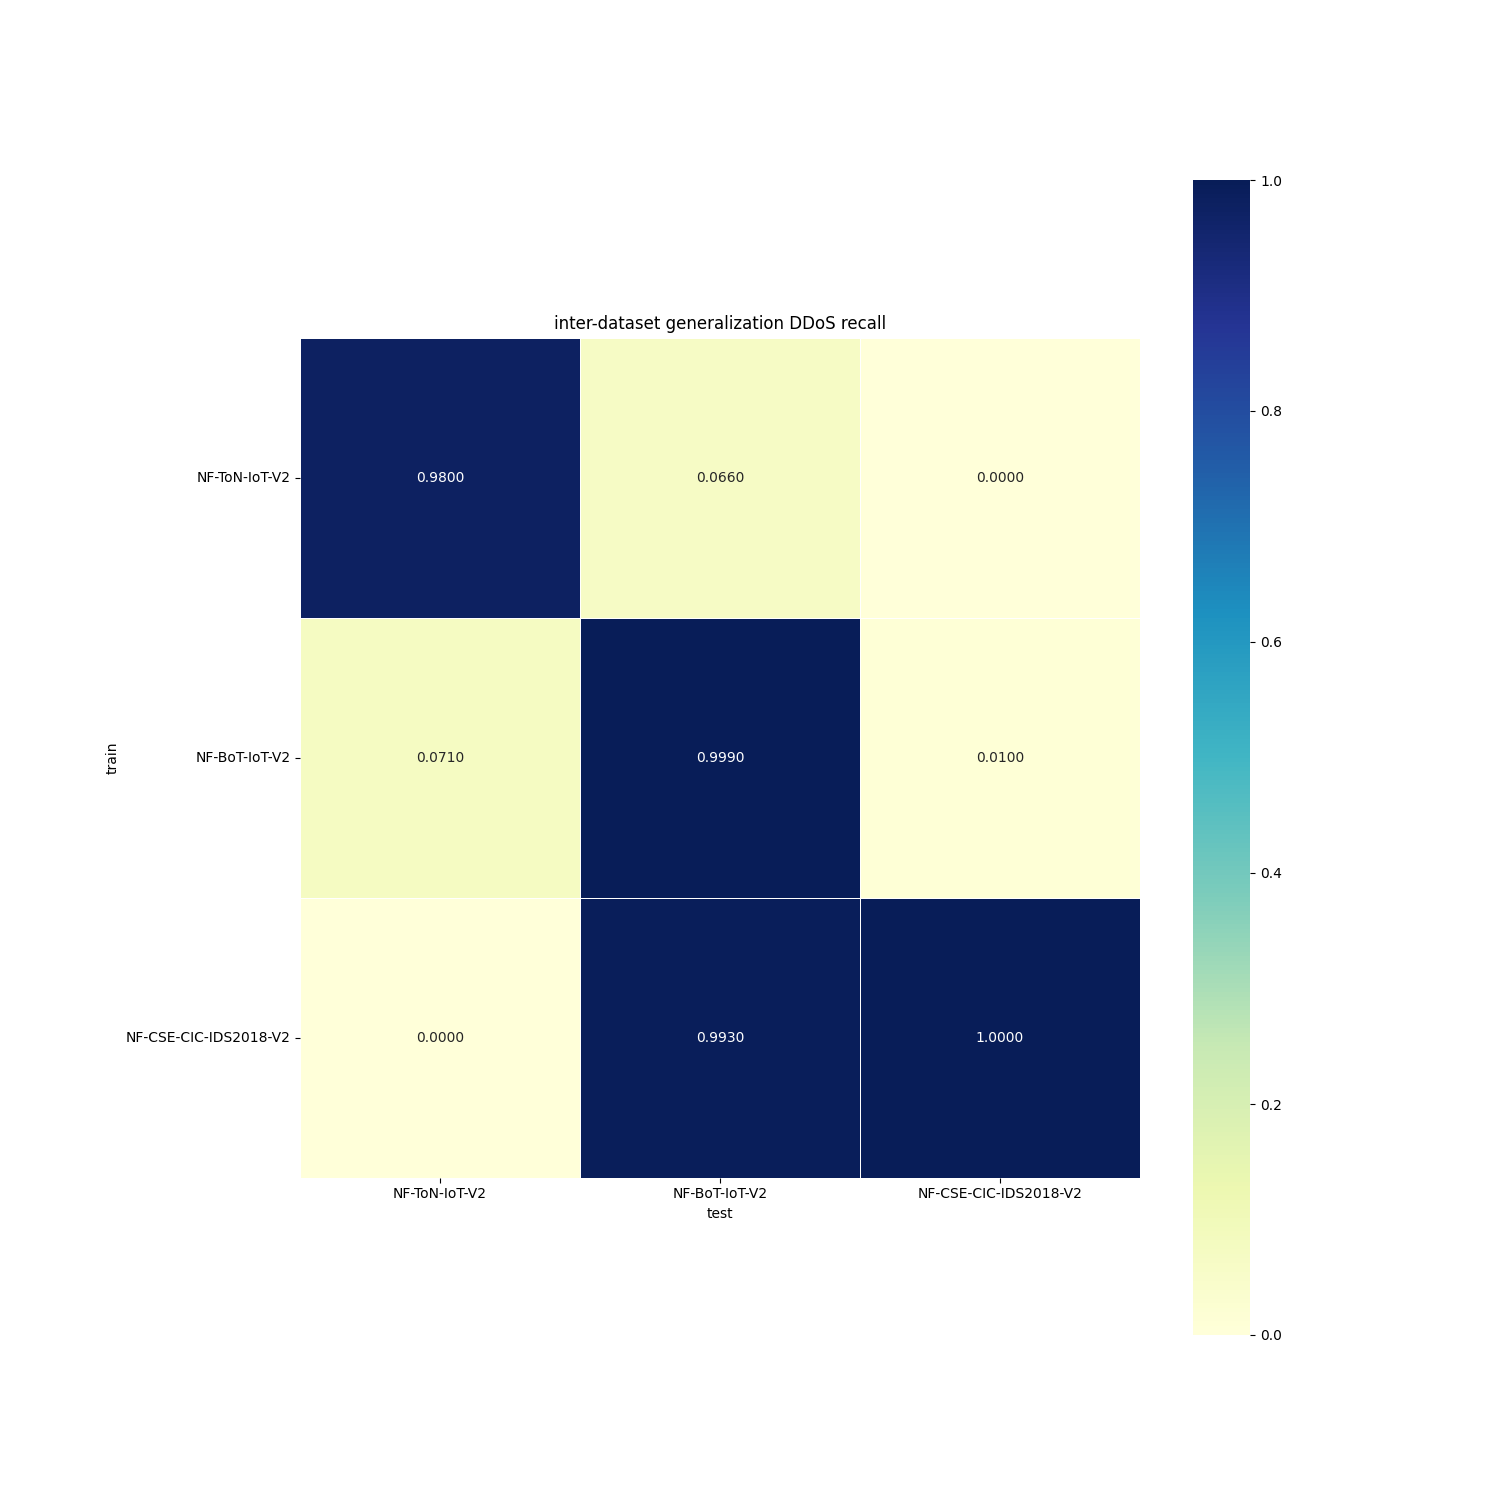 inter-dataset generalization DDoS recall
train
NF-ToN-IoT-V2
0.9800
0.0660
0.0000
NF-BoT-IoT-V2
0.0710
0.9990
0.0100
NF-CSE-CIC-IDS2018-V2
0.0000
0.9930
1.0000
NF-ToN-IoT-V2
NF-BoT-IoT-V2
NF-CSE-CIC-IDS2018-V2
test
1.0
0.8
0.6
0.4
0.2
0.0